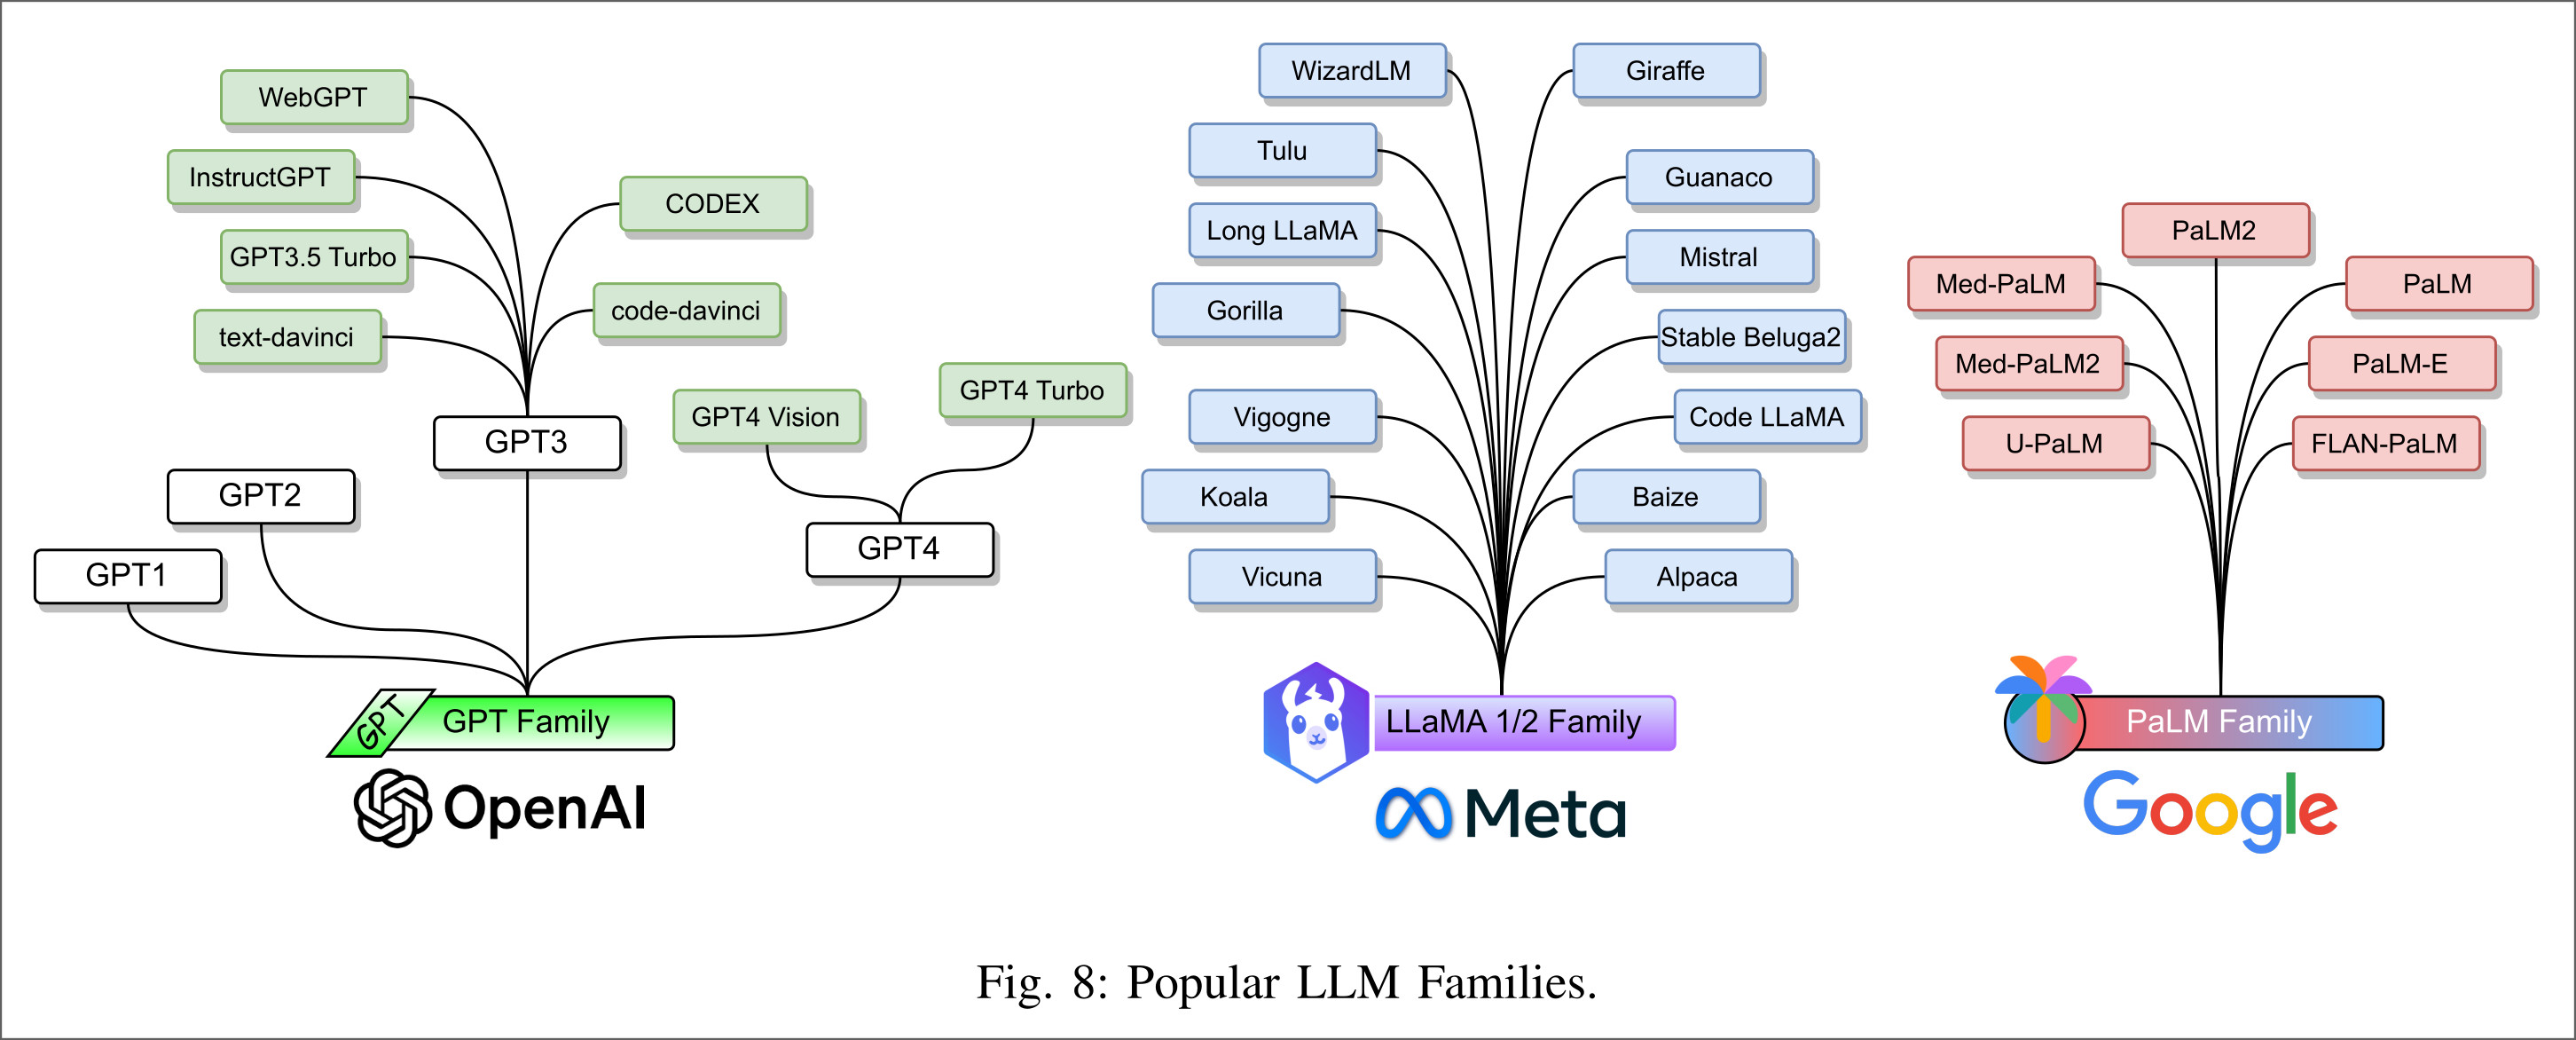 WebGPT
InstructGPT
GPT3.5 Turbo
text-davinci
CODEX
code-davinci
GPT3
GPT4 Vision
GPT4 Turbo
GPT2
GPT1
GPT4
GPT
GPT Family
OpenAI
WizardLM
Tulu
Long LLaMA
Gorilla
Vigogne
Koala
Vicuna
Giraffe
Guanaco
Mistral
Stable Beluga2
Code LLaMA
Baize
Alpaca
LLaMA 1/2 Family
Meta
PaLM2
Med-PaLM
Med-PaLM2
U-PaLM
PaLM
PaLM-E
FLAN-PaLM
PaLM Family
Google
Fig. 8: Popular LLM Families.